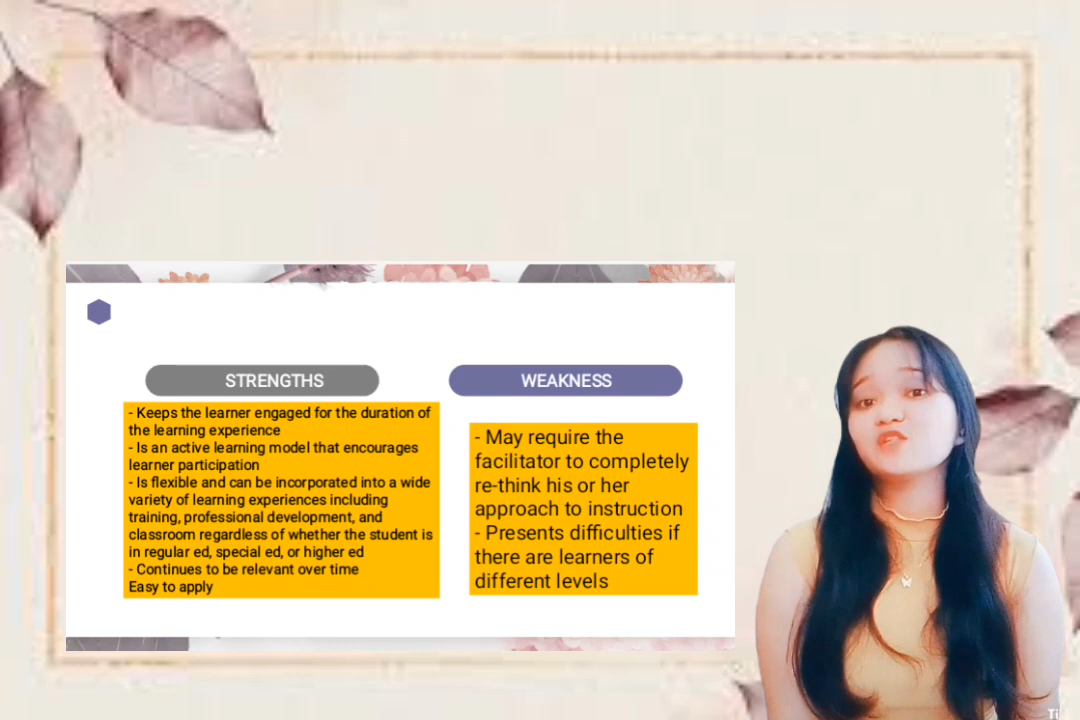 STRENGTHS
- Keeps the learner engaged for the duration of
the learning experience
- Is an active learning model that encourages
learner participation
- Is flexible and can be incorporated into a wide
variety of learning experiences including
training, professional development, and
classroom regardless of whether the student is
in regular ed, special ed, or higher ed
- Continues to be relevant over time
Easy to apply
WEAKNESS
- May require the
facilitator to completely
re-think his or her
approach to instruction
- Presents difficulties if
there are learners of
different levels